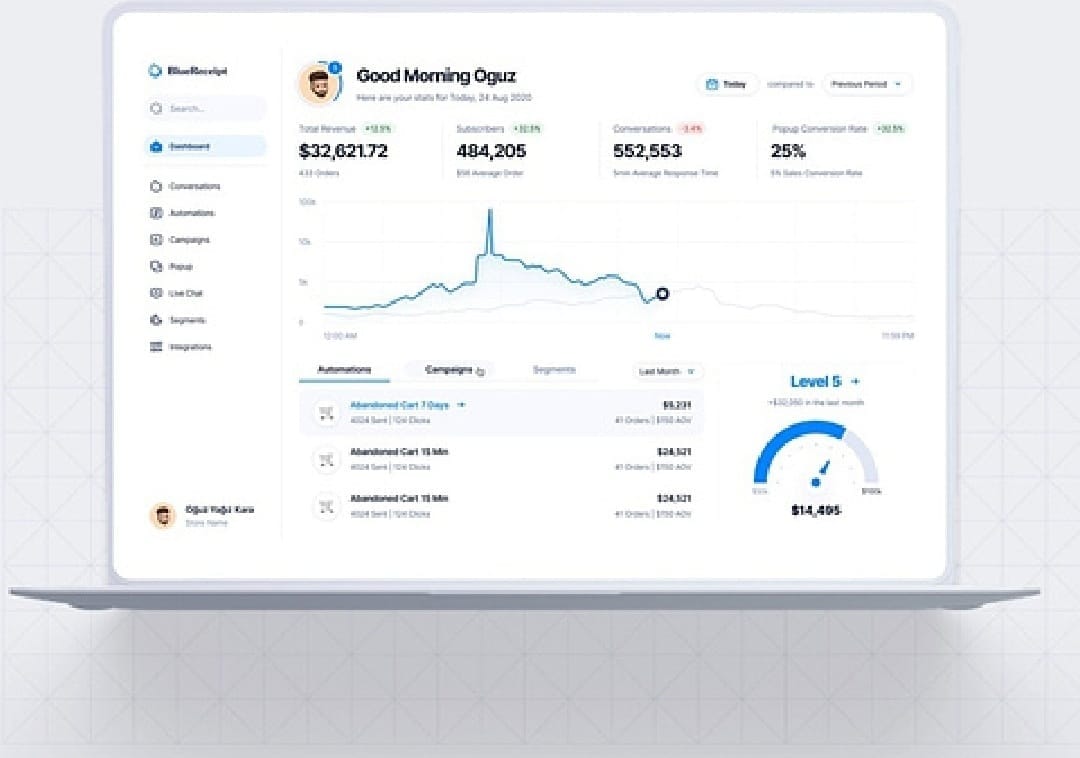 BlueReceipt
Search...
Dashboard
Conversations
Automations
Campaigns
Popup
Live Chat
Segments
Integrations
Oğuz Yağız Kara
Store Name
Good Morning Oguz
Here are your stats for Today, 24 Aug 2020
Today
compared to
Previous Period
Total Revenue +12.5%
$32,621.72
433 Orders
Subscribers +32.5%
484,205
$56 Average Order
Conversations -3.4%
552,553
5min Average Response Time
Popup Conversion Rate +32.5%
25%
5% Sales Conversion Rate
100k
10k
1k
0
12:00 AM
Now
11:59 PM
Automations
Campaigns
Segments
Last Month
Abandoned Cart 7 Days
4024 Sent | 124 Clicks
$5,231
41 Orders | $150 AOV
Abandoned Cart 15 Min
4024 Sent | 124 Clicks
$24,521
41 Orders | $150 AOV
Abandoned Cart 15 Min
4024 Sent | 124 Clicks
$24,521
41 Orders | $150 AOV
Level 5
in the last month
$100k
$14,495